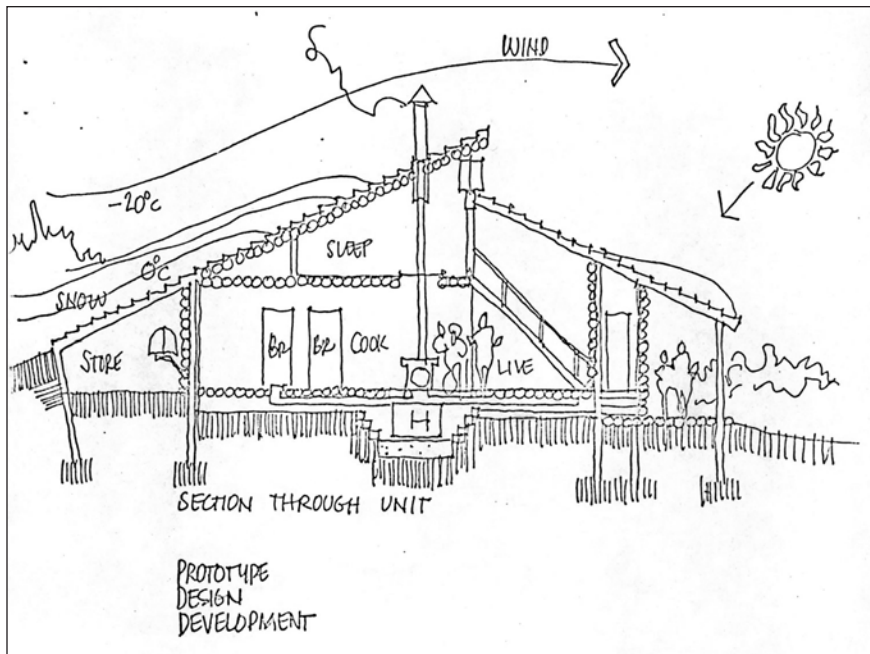 WIND
-20°C
0°C
SNOW
SLEEP
STORE
BR
BR
COOK
LIVE
H
SECTION THROUGH UNIT
PROTOTYPE
DESIGN
DEVELOPMENT